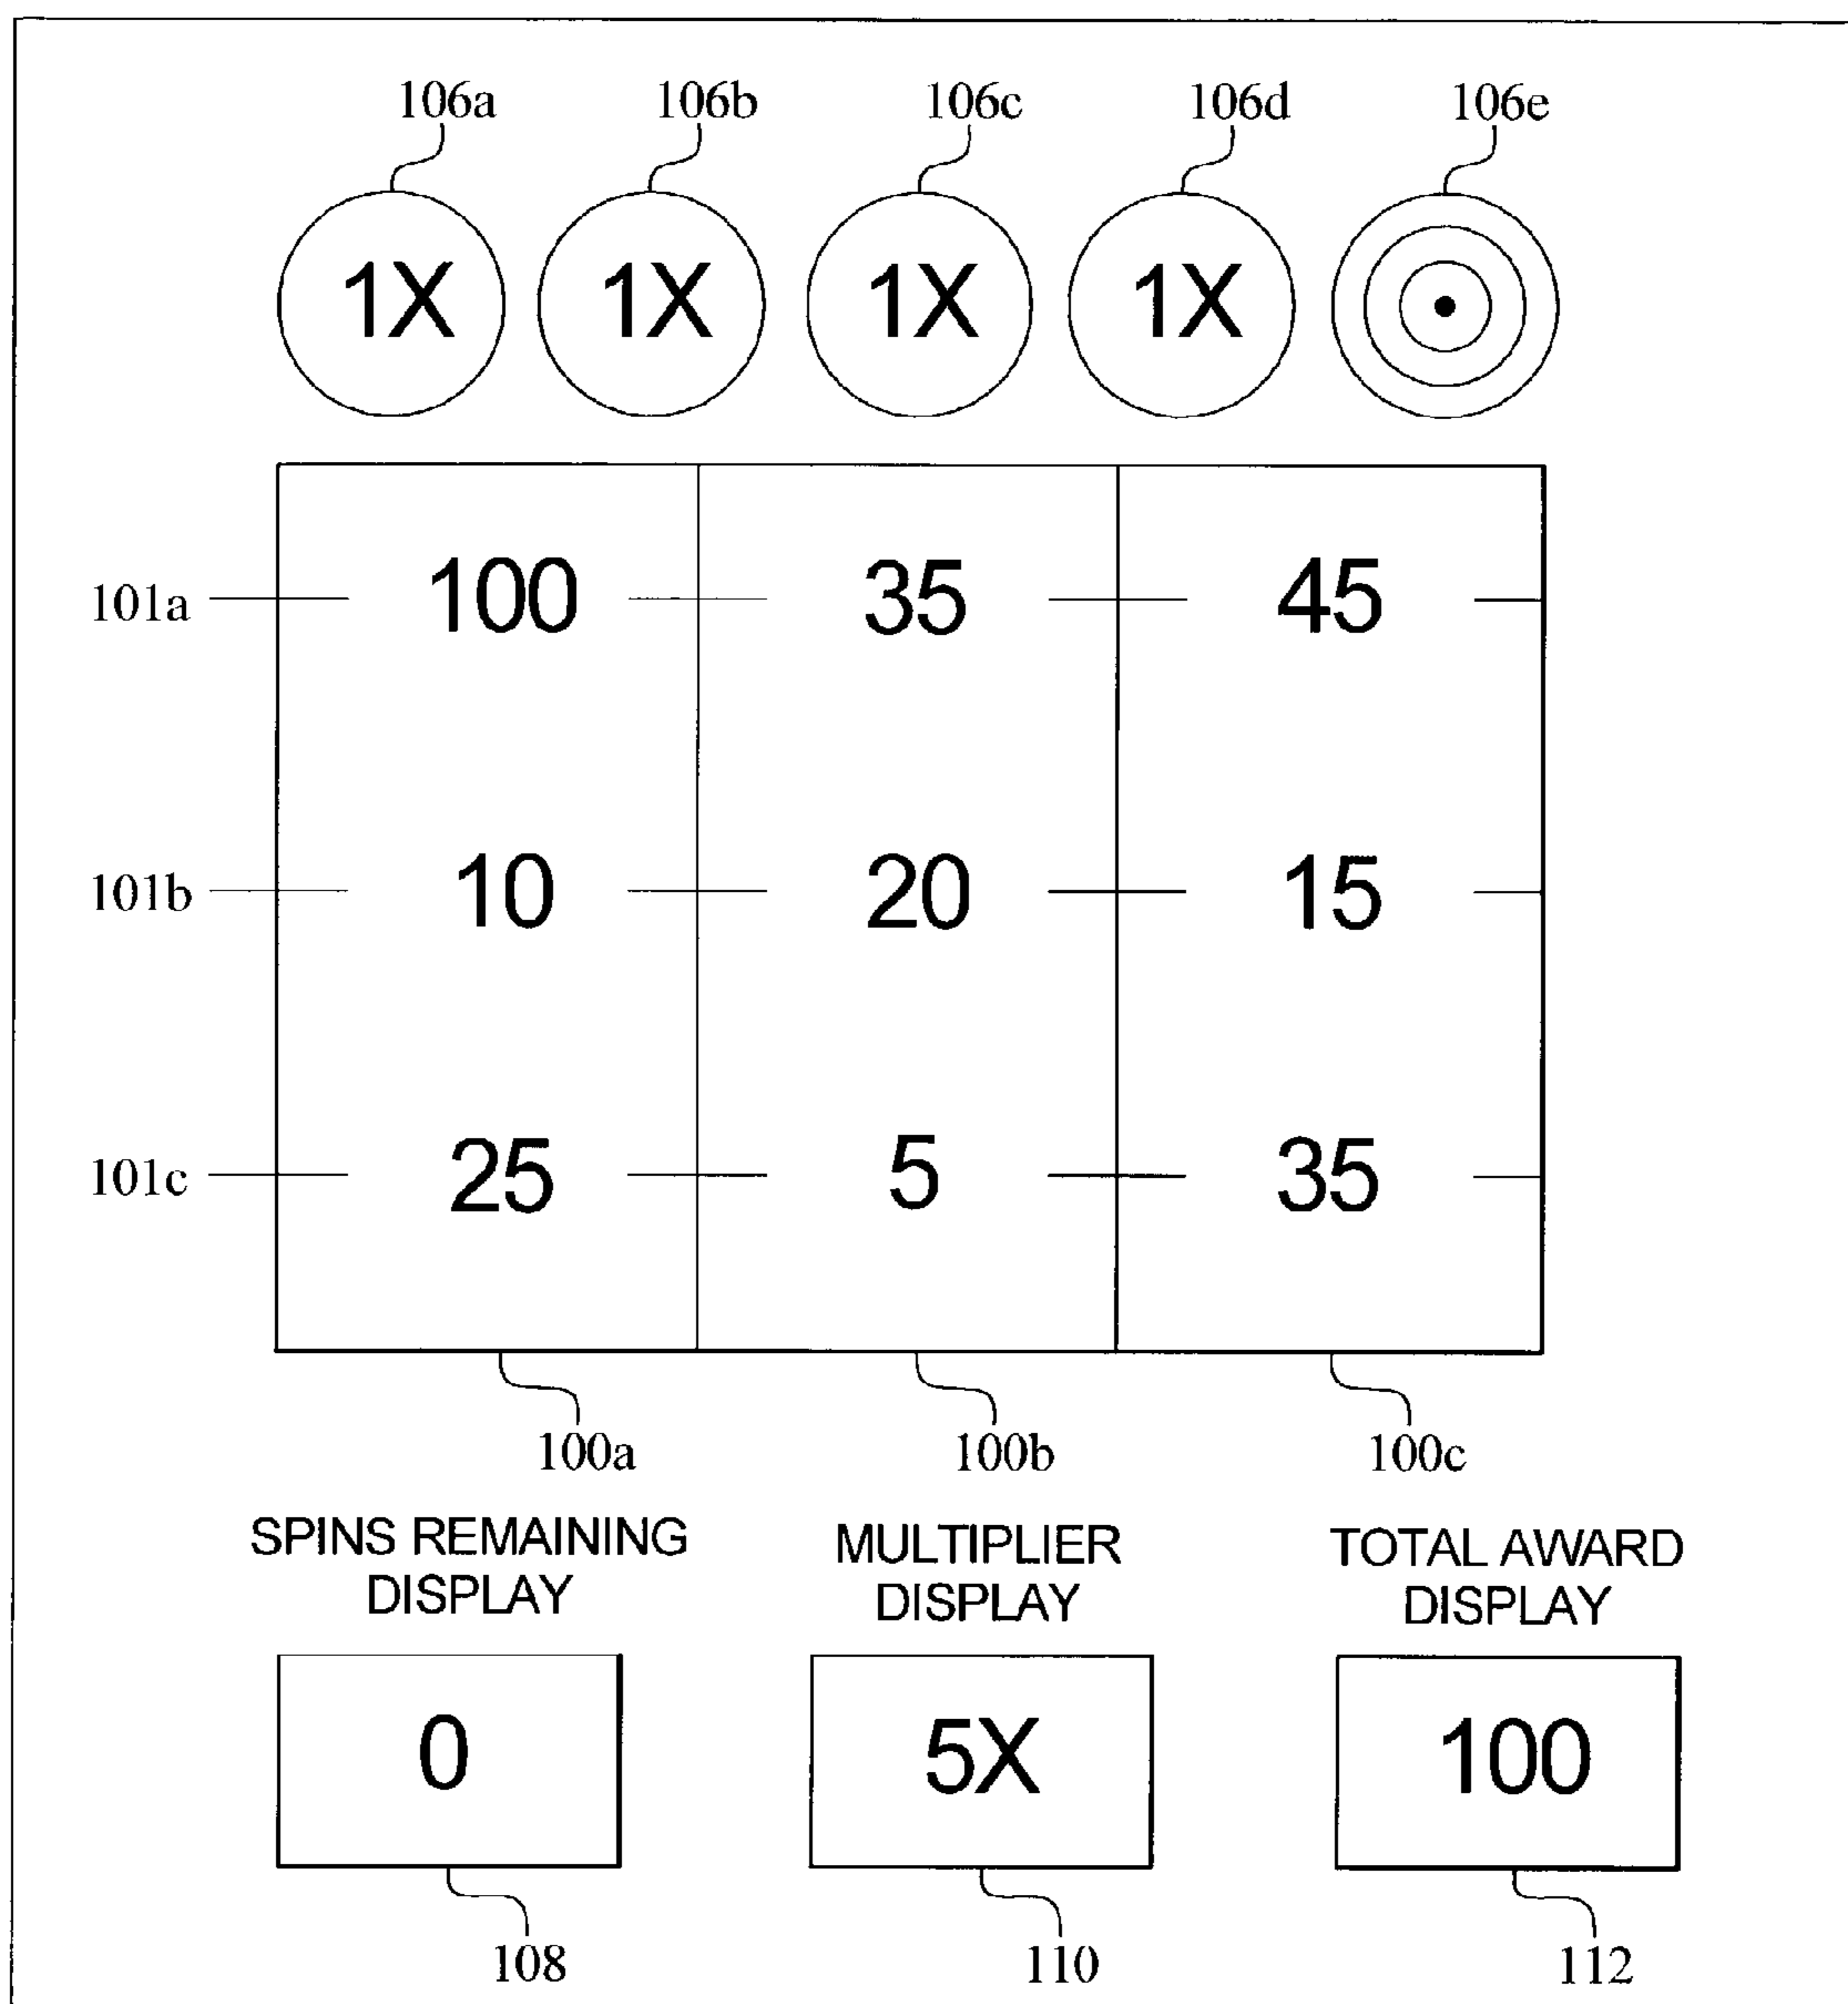 106a 106b 106c 106d 106e
1X 1X 1X 1X
101a 100 35 45
101b 10 20 15
101c 25 5 35
100a 100b 100c
SPINS REMAINING
DISPLAY
MULTIPLIER
DISPLAY
TOTAL AWARD
DISPLAY
0 5X 100
108 110 112